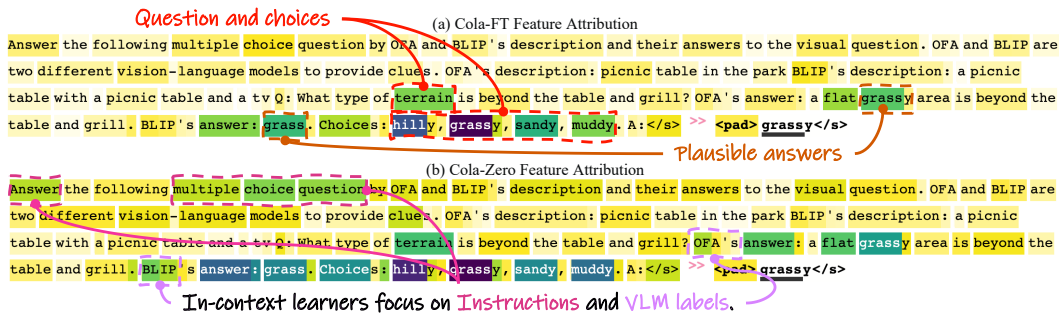 Question and choices
(a) Cola-FT Feature Attribution
Answer the following multiple choice question by OFA and BLIP's description and their answers to the visual question. OFA and BLIP are
two different vision-language models to provide clues. OFA's description: picnic table in the park BLIP's description: a picnic
table with a picnic table and a tv Q: What type of terrain is beyond the table and grill? OFA's answer: a flat grassy area is beyond the
table and grill. BLIP's answer: grass. Choices: hilly, grassy, sandy, muddy. A:</s> >> <pad> grassy</s>
Plausible answers
(b) Cola-Zero Feature Attribution
Answer the following multiple choice question by OFA and BLIP's description and their answers to the visual question. OFA and BLIP are
two different vision-language models to provide clues. OFA's description: picnic table in the park BLIP's description: a picnic
table with a picnic table and a tv Q: What type of terrain is beyond the table and grill? OFA's answer: a flat grassy area is beyond the
table and grill. BLIP's answer: grass. Choices: hilly, grassy, sandy, muddy. A:</s> >> <pad> grassy</s>
In-context learners focus on Instructions and VLM labels.